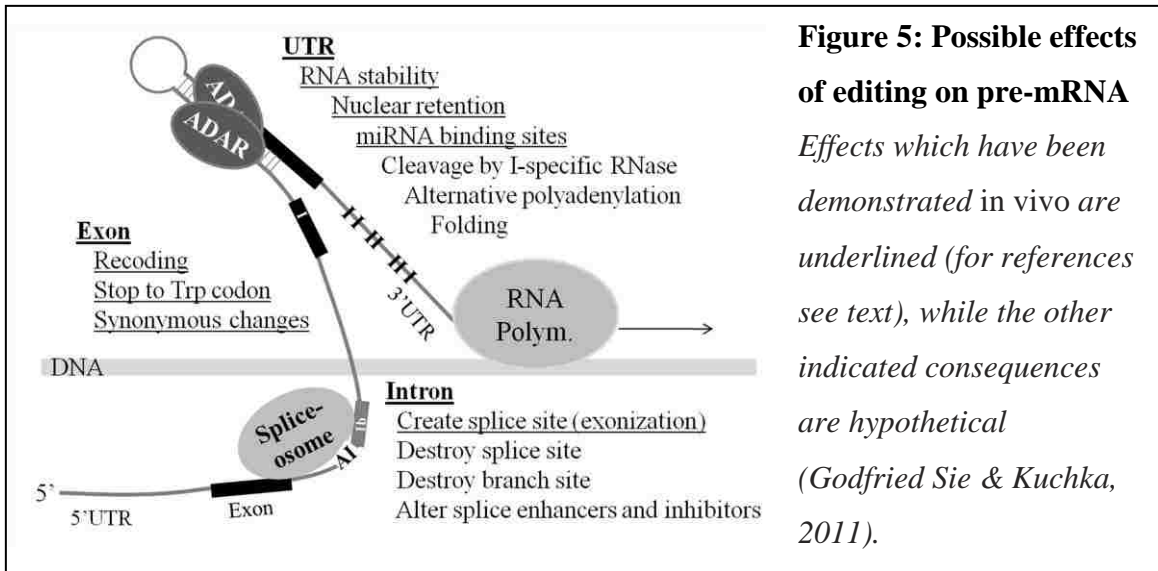 UTR
RNA stability
Nuclear retention
miRNA binding sites
Cleavage by I-specific RNase
Alternative polyadenylation
Folding
ADAR
I
I I II II I
3'UTR
RNA
Polym.
Exon
Recoding
Stop to Trp codon
Synonymous changes
DNA
Splice-
osome
AI
Intron
Create splice site (exonization)
Destroy splice site
Destroy branch site
Alter splice enhancers and inhibitors
5'
5'UTR
Exon
Figure 5: Possible effects
of editing on pre-mRNA
Effects which have been
demonstrated in vivo are
underlined (for references
see text), while the other
indicated consequences
are hypothetical
(Godfried Sie & Kuchka,
2011).